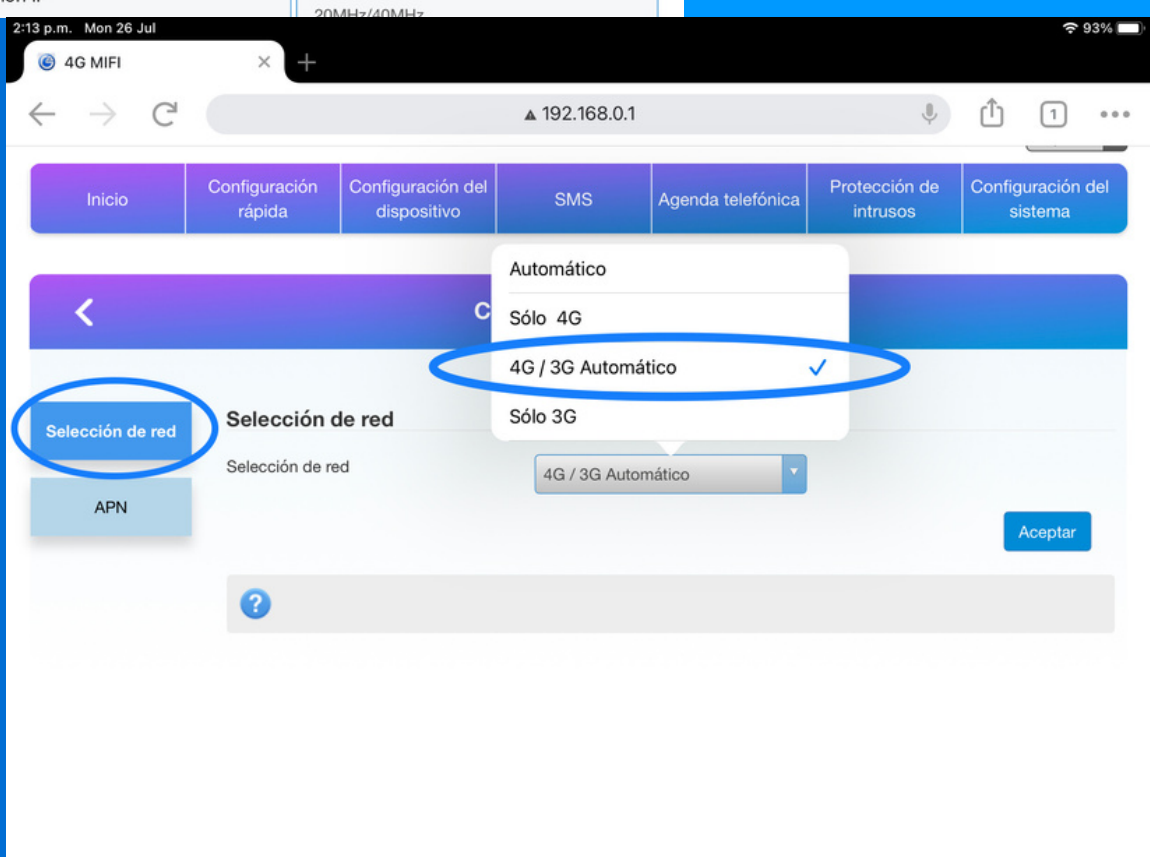 20MHz/40MHz
2:13 p.m. Mon 26 Jul
93%
4G MIFI
192.168.0.1
1
Inicio
Configuración
rápida
Configuración del
dispositivo
SMS
Agenda telefónica
Protección de
intrusos
Configuración del
sistema
Automático
Sólo 4G
4G / 3G Automático
Sólo 3G
Selección de red
APN
Selección de red
Selección de red
4G / 3G Automático
Aceptar
?